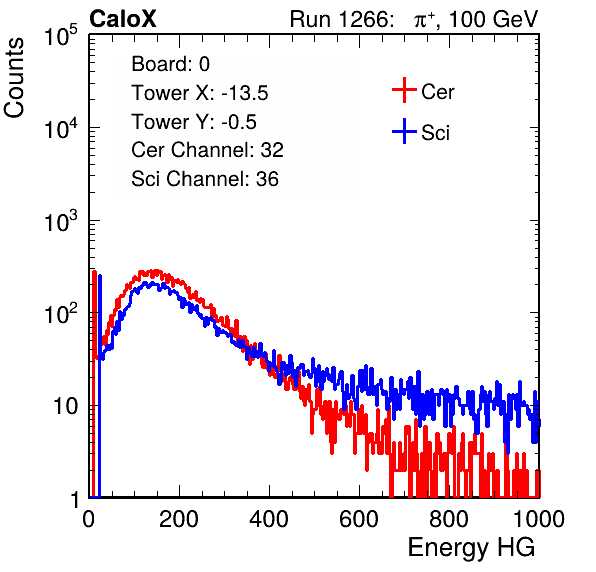 CaloX Run 1266: π⁺, 100 GeV
Counts
Board: 0
Tower X: -13.5
Tower Y: -0.5
Cer Channel: 32
Sci Channel: 36
Cer
Sci
10⁵
10⁴
10³
10²
10
1
0 200 400 600 800 1000
Energy HG